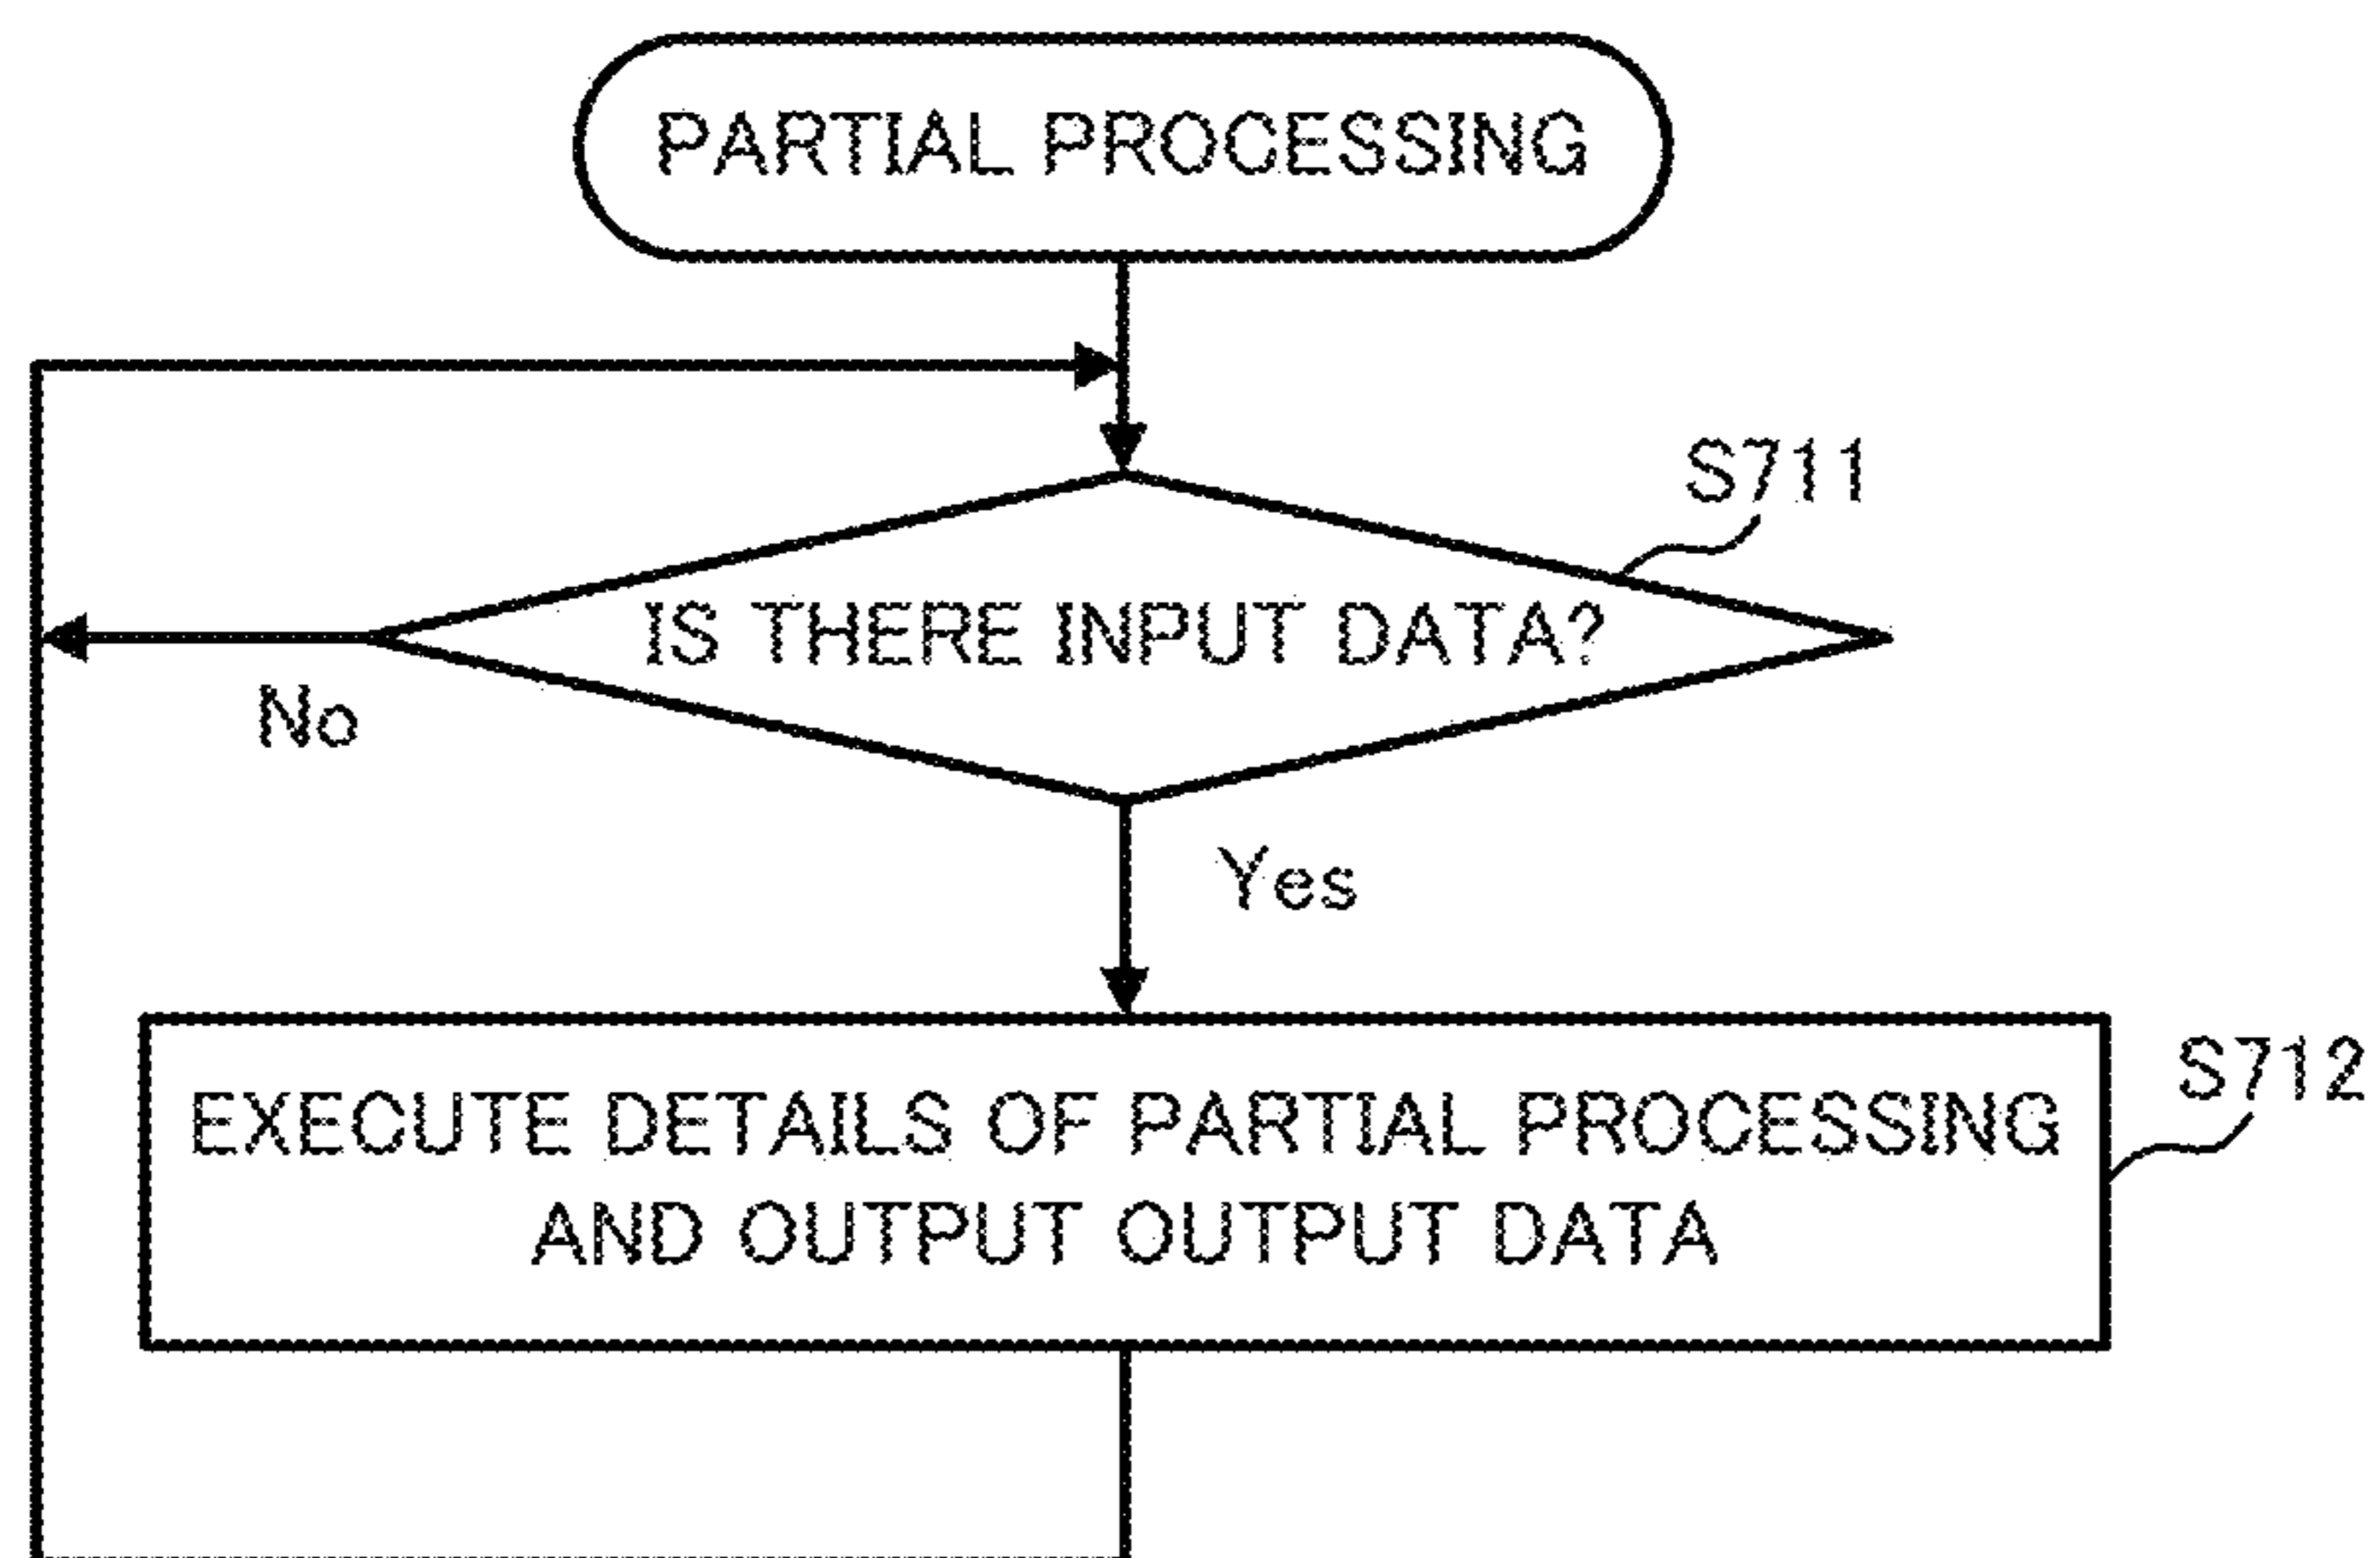 PARTIAL PROCESSING
S711
IS THERE INPUT DATA?
No
Yes
S712
EXECUTE DETAILS OF PARTIAL PROCESSING
AND OUTPUT OUTPUT DATA